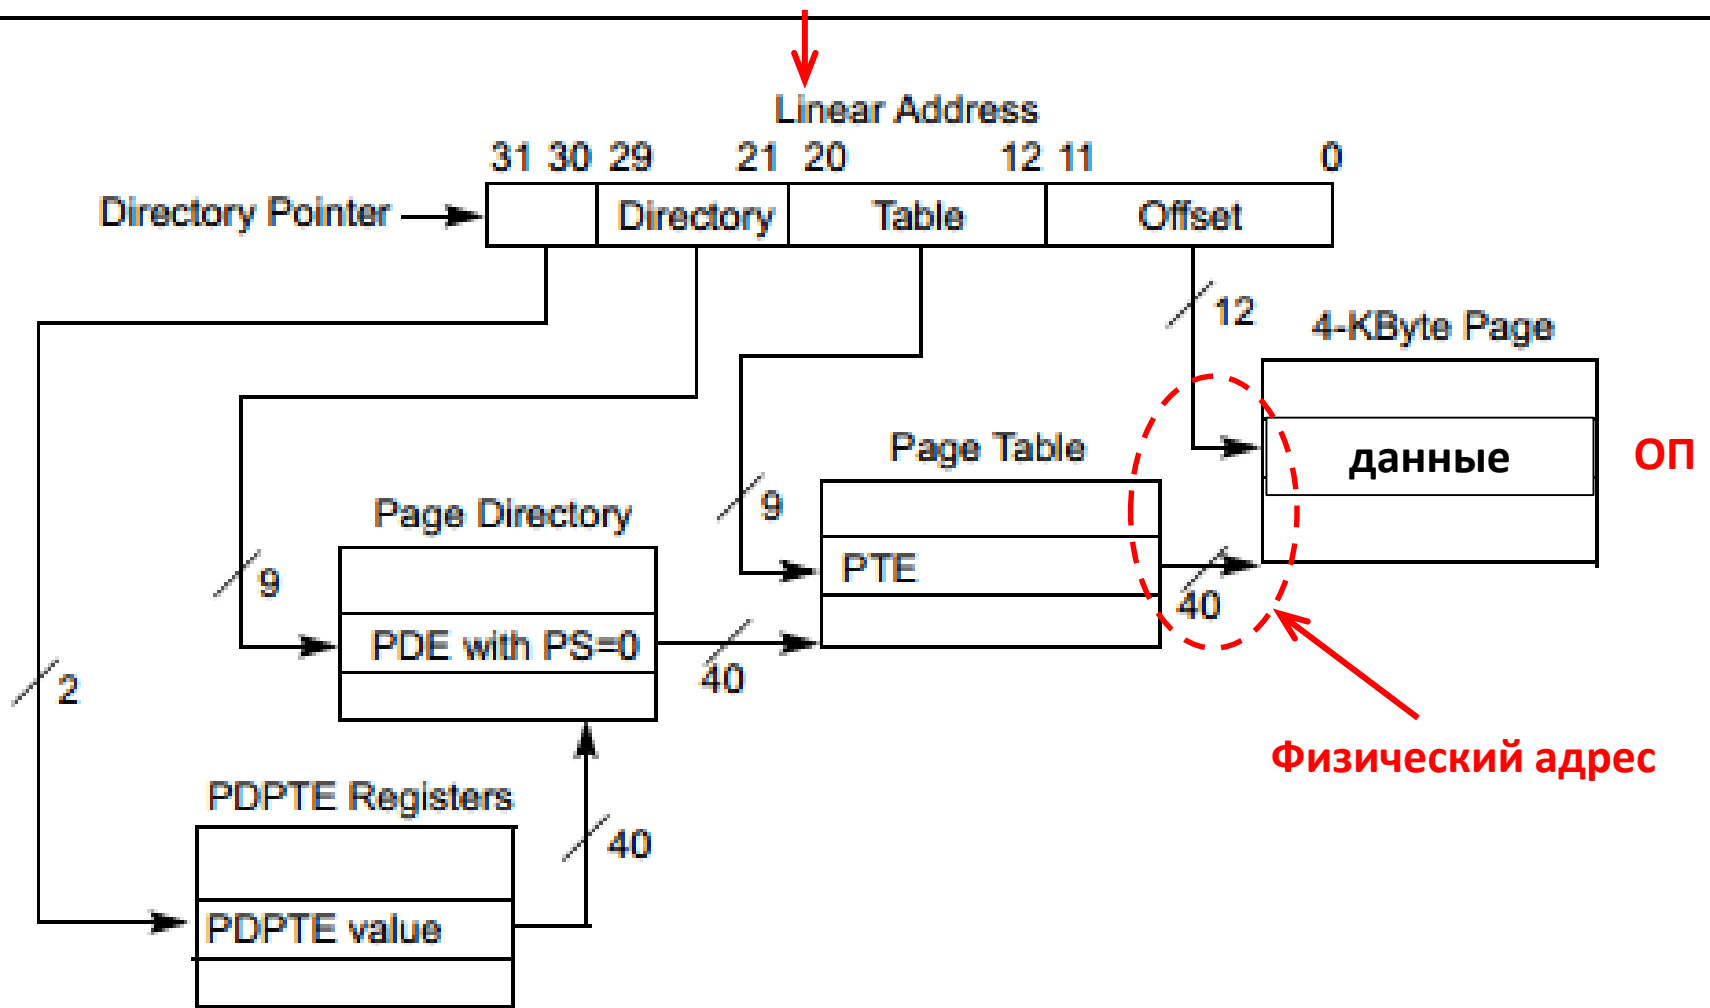 Linear Address
31 30 29 21 20 12 11 0
Directory Pointer
Directory Table Offset
12
4-KByte Page
данные
ОП
Page Table
9
PTE
40
Page Directory
9
PDE with PS=0
40
2
Физический адрес
PDPTE Registers
40
PDPTE value